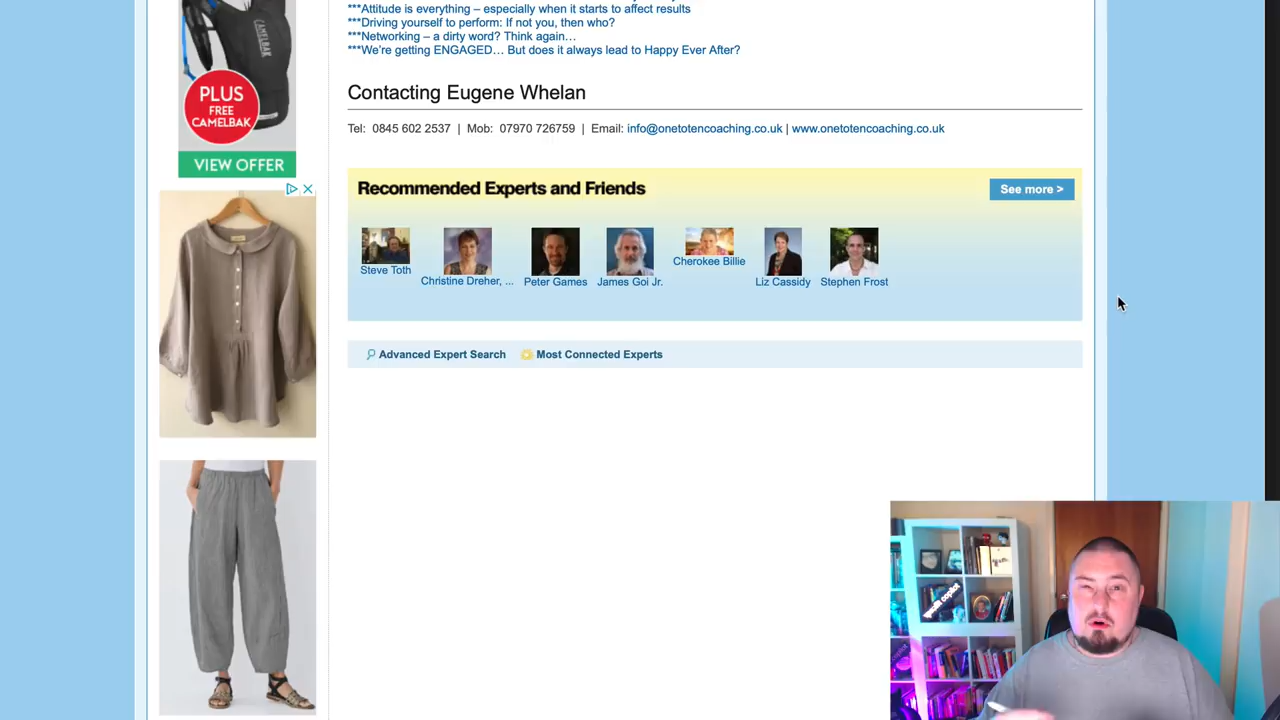 ***Attitude is everything – especially when it starts to affect results
***Driving yourself to perform: If not you, then who?
***Networking – a dirty word? Think again…
***We're getting ENGAGED… But does it always lead to Happy Ever After?
CAMELBAK
PLUS
FREE
CAMELBAK
VIEW OFFER
Contacting Eugene Whelan
Tel: 0845 602 2537 | Mob: 07970 726759 | Email: info@onetotencoaching.co.uk | www.onetotencoaching.co.uk
Recommended Experts and Friends
See more >
Steve Toth
Christine Dreher, ...
Peter Games
James Goi Jr.
Cherokee Billie
Liz Cassidy
Stephen Frost
Advanced Expert Search
Most Connected Experts